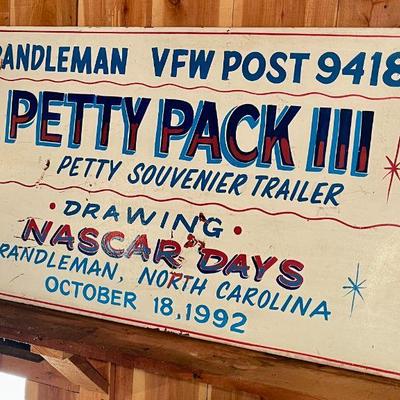 RANDLEMAN VFW POST 9418
PETTY PACK III
PETTY SOUVENIER TRAILER
• DRAWING •
NASCAR DAYS
RANDLEMAN, NORTH CAROLINA
OCTOBER 18, 1992